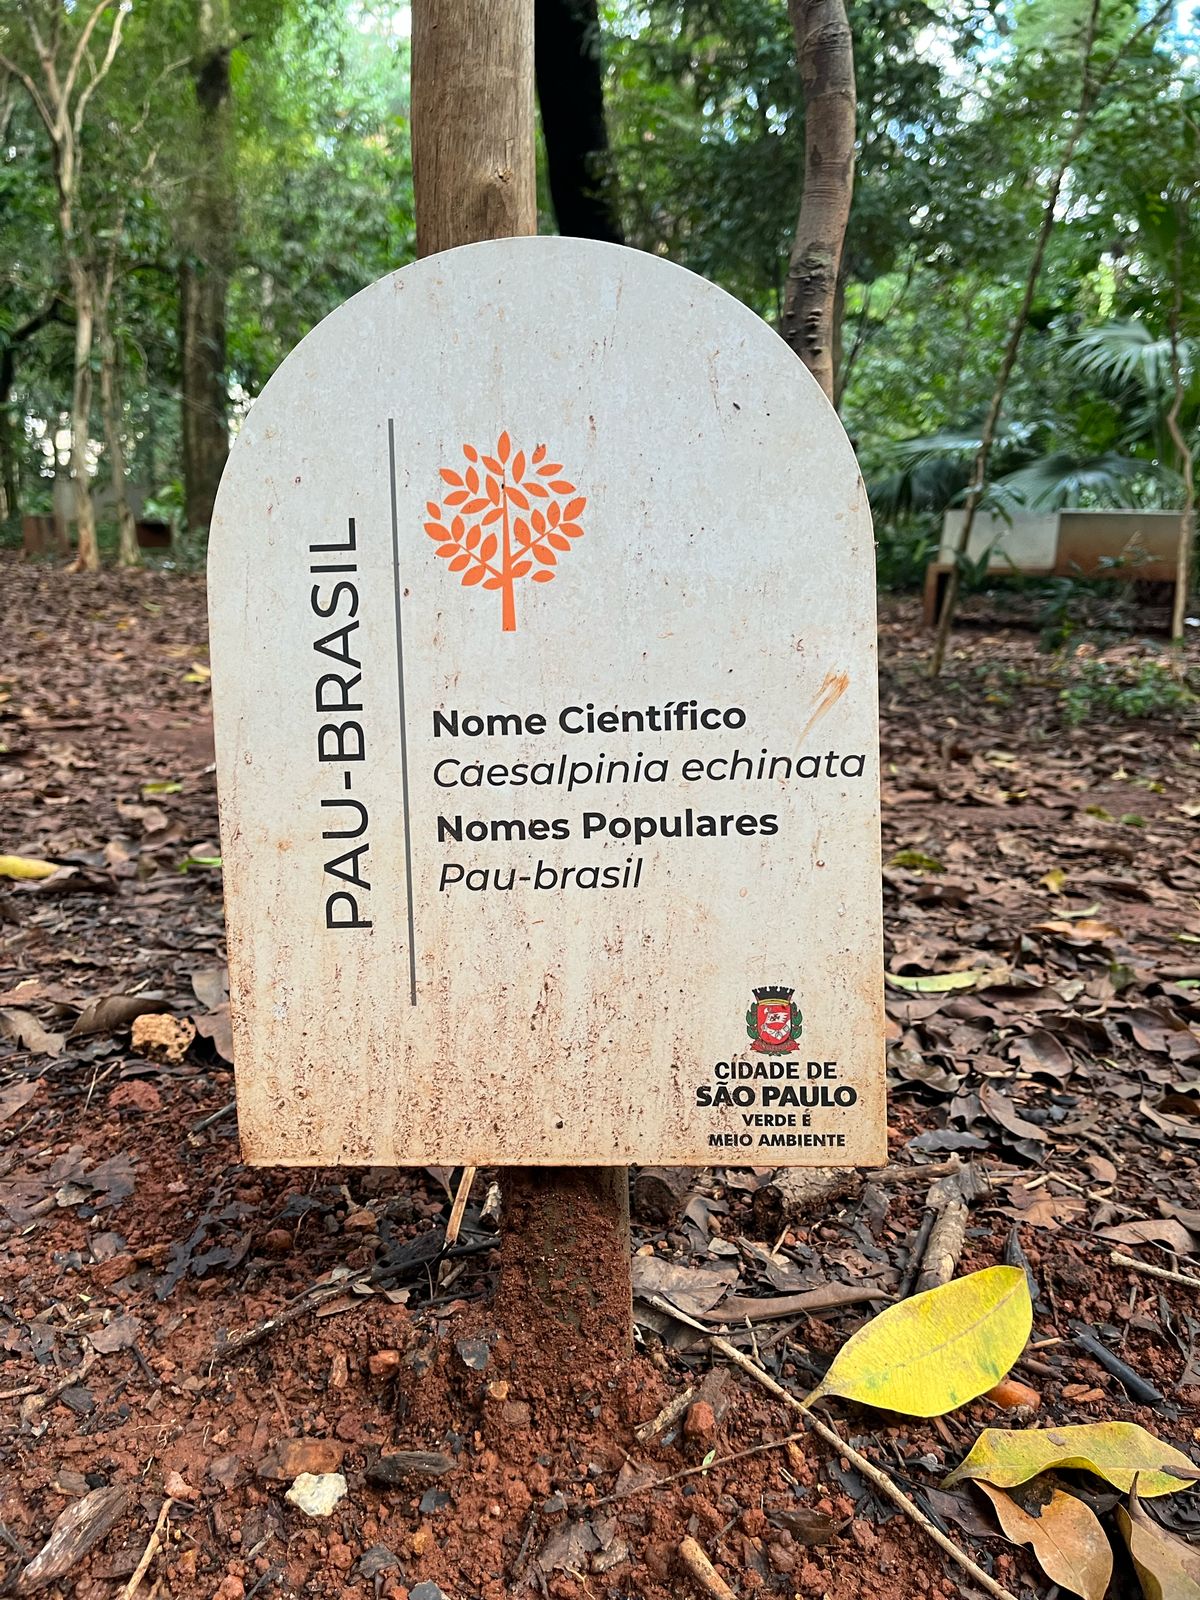 PAU-BRASIL
Nome Científico
Caesalpinia echinata
Nomes Populares
Pau-brasil
CIDADE DE
SÃO PAULO
VERDE E
MEIO AMBIENTE